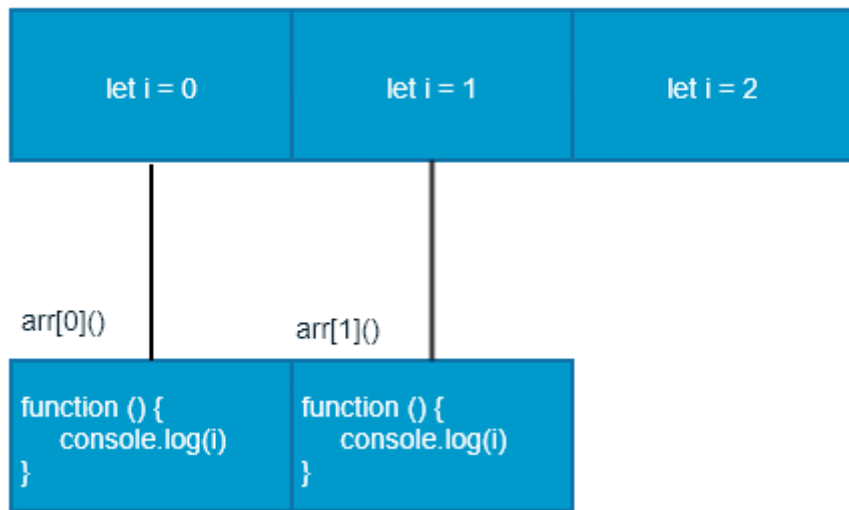 let i = 0
let i = 1
let i = 2
arr[0]()
arr[1]()
function () {
console.log(i)
}
function () {
console.log(i)
}